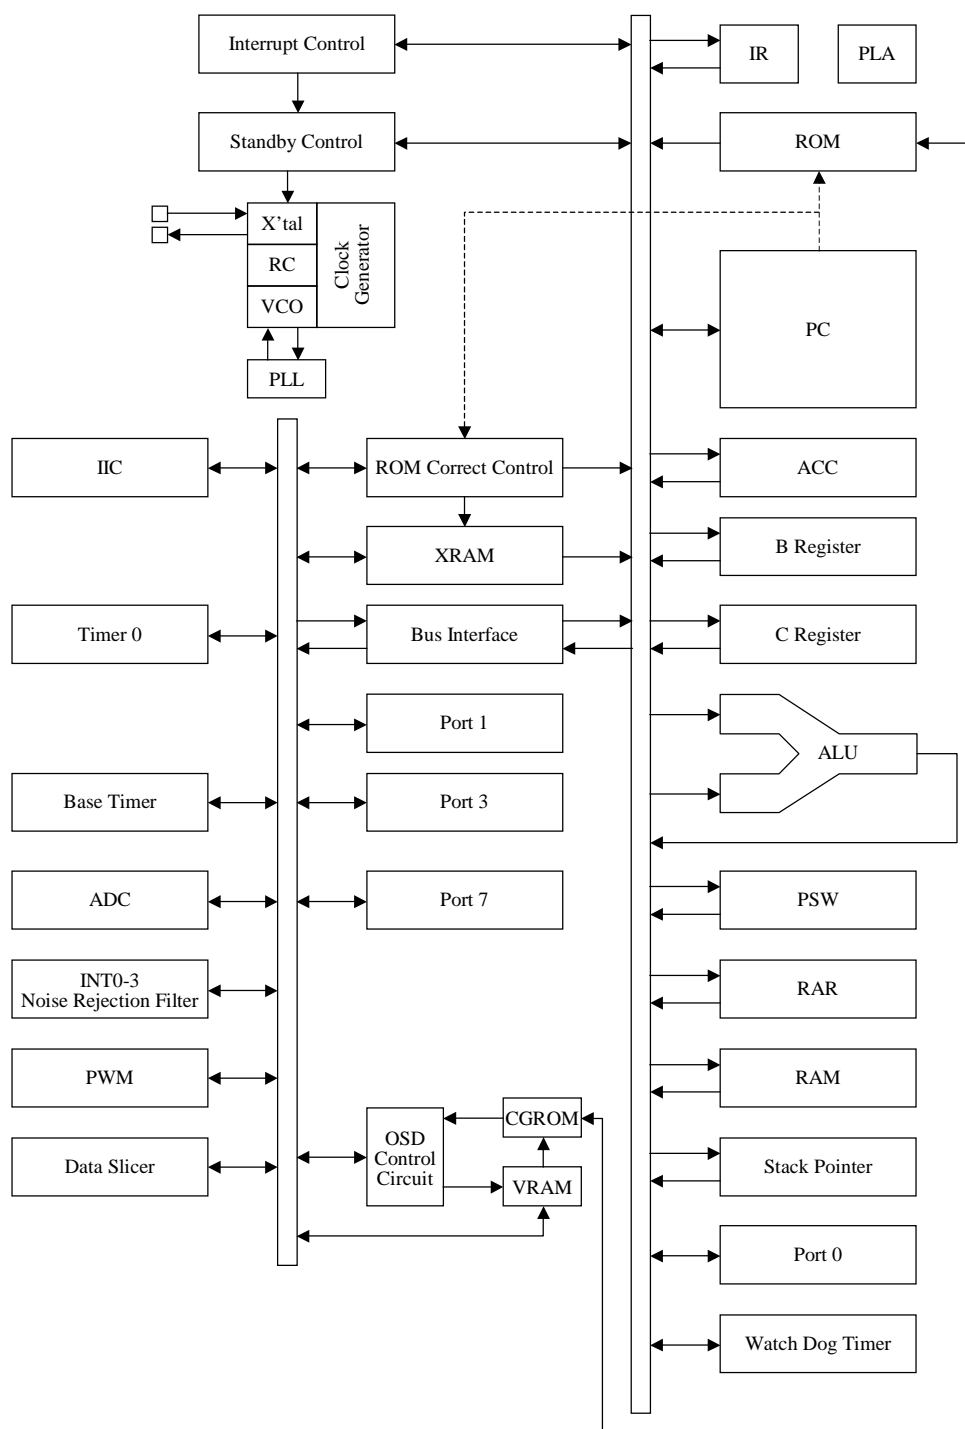 Interrupt Control
IR
PLA
Standby Control
ROM
X'tal
RC
VCO
Clock
Generator
PLL
PC
IIC
ROM Correct Control
ACC
XRAM
B Register
Timer 0
Bus Interface
C Register
Port 1
ALU
Base Timer
Port 3
ADC
Port 7
PSW
INT0-3
Noise Rejection Filter
RAR
PWM
RAM
OSD
Control
Circuit
CGROM
VRAM
Data Slicer
Stack Pointer
Port 0
Watch Dog Timer